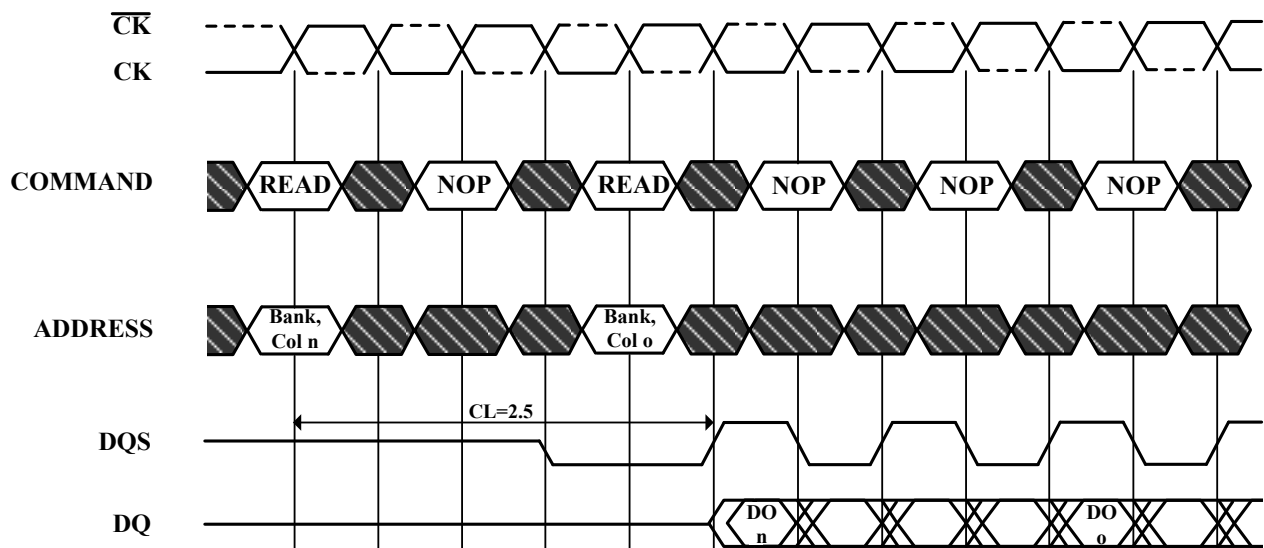 C̅K̅
CK
COMMAND READ NOP READ NOP NOP NOP
ADDRESS
Bank,
Col n
Bank,
Col o
CL=2.5
DQS
DQ
DO
n
DO
o